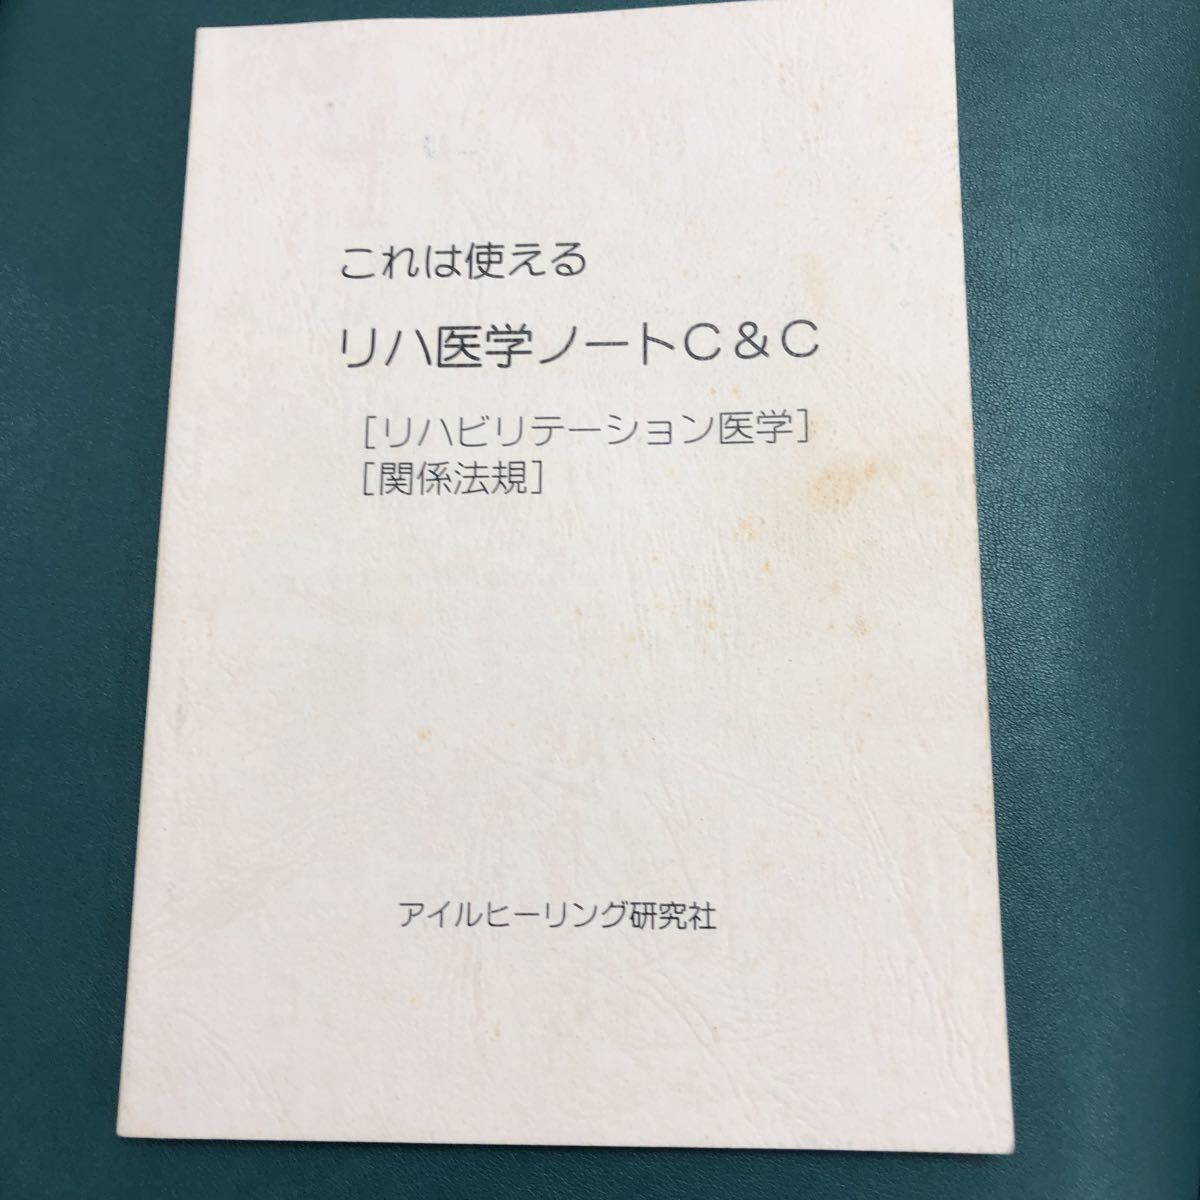 これは使える
リハ医学ノートC&C
[リハビリテーション医学]
[関係法規]
アイルヒーリング研究社